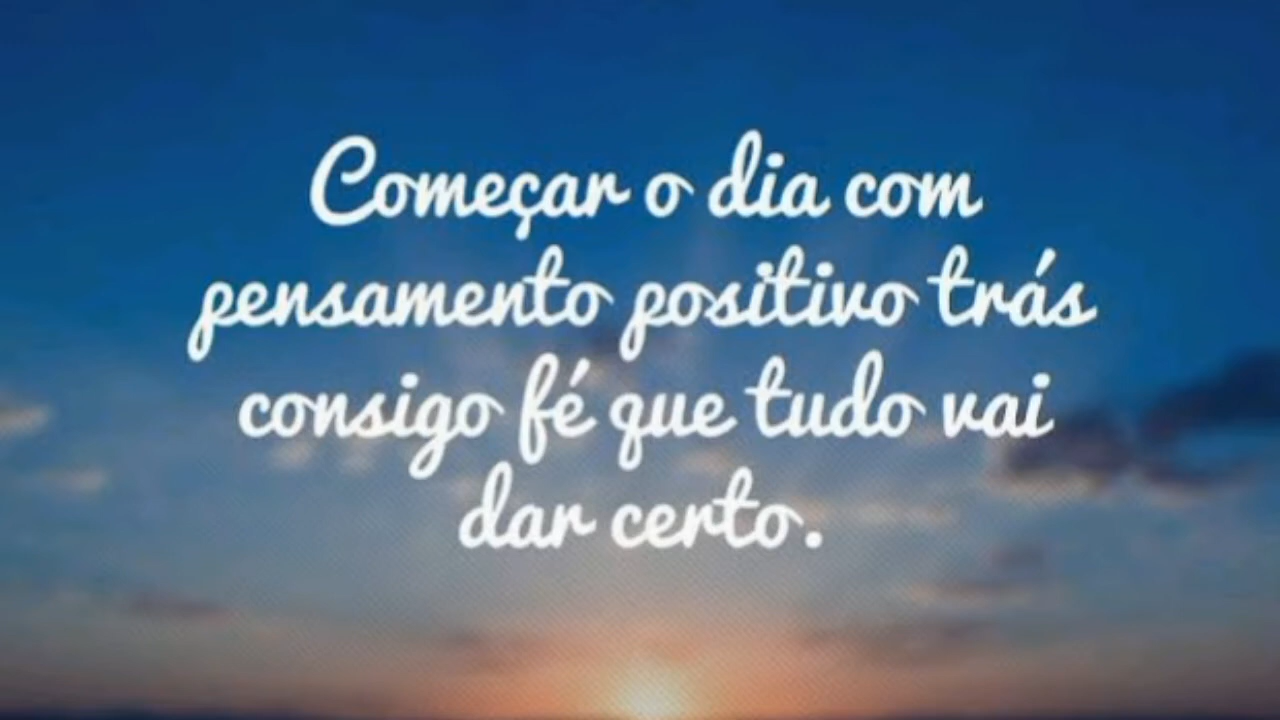 Começar o dia com
pensamento positivo trás
consigo fé que tudo vai
dar certo.